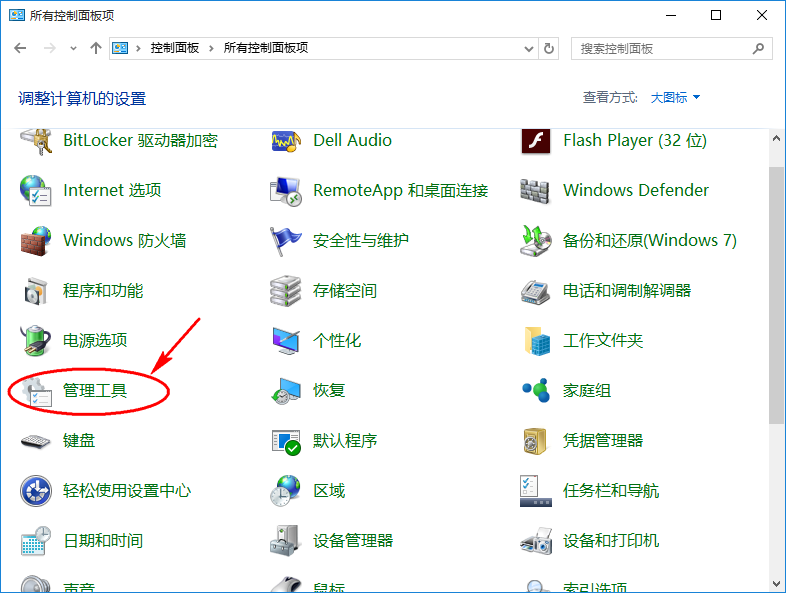 所有控制面板项
控制面板 › 所有控制面板项
搜索控制面板
调整计算机的设置
查看方式: 大图标
BitLocker 驱动器加密
Dell Audio
Flash Player (32 位)
Internet 选项
RemoteApp 和桌面连接
Windows Defender
Windows 防火墙
安全性与维护
备份和还原(Windows 7)
程序和功能
存储空间
电话和调制解调器
电源选项
个性化
工作文件夹
管理工具
恢复
家庭组
键盘
默认程序
凭据管理器
轻松使用设置中心
区域
任务栏和导航
日期和时间
设备管理器
设备和打印机
声音
鼠标
索引选项